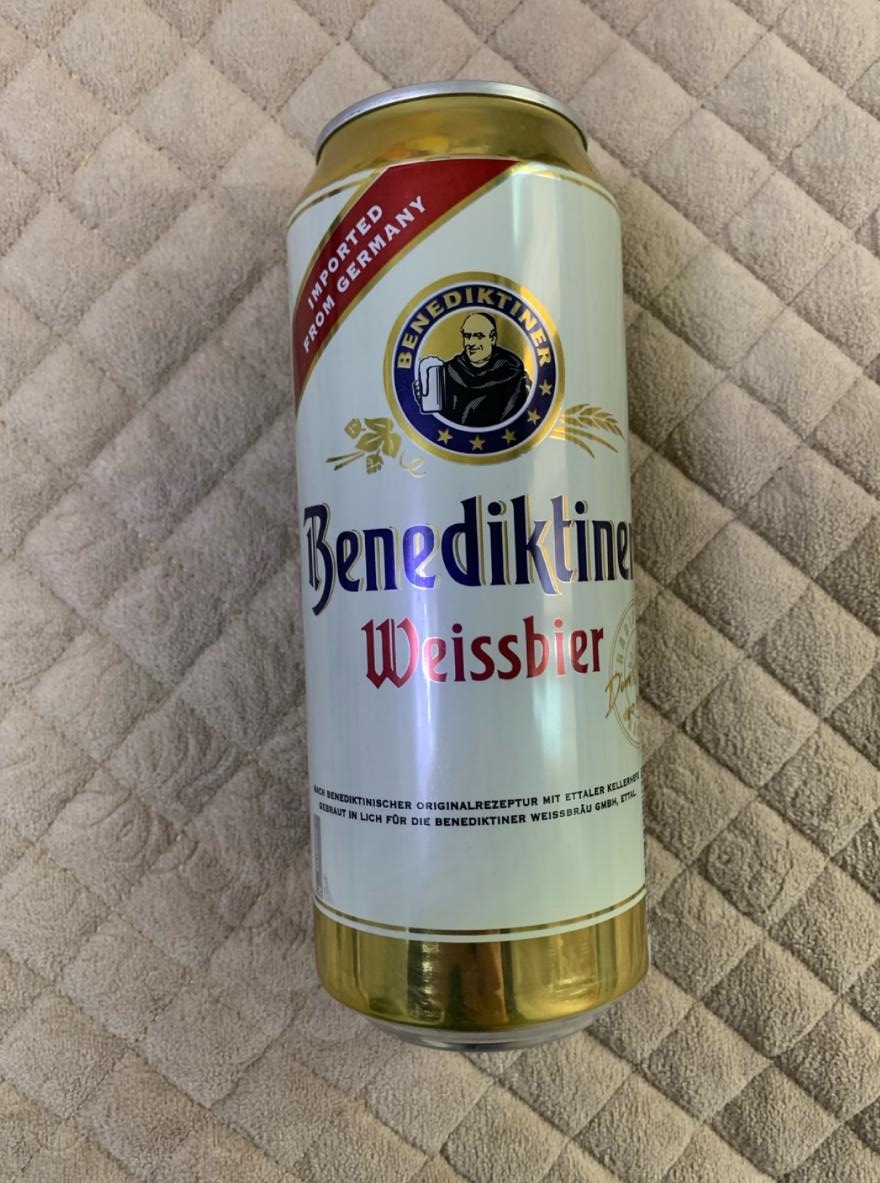 IMPORTED
FROM GERMANY
BENEDIKTINER
Benediktiner
Weissbier
NACH BENEDIKTINISCHER ORIGINALREZEPTUR MIT ETTALER KELLERHEFE
GEBRAUT IN LICH FÜR DIE BENEDIKTINER WEISSBRÄU GMBH, ETTAL